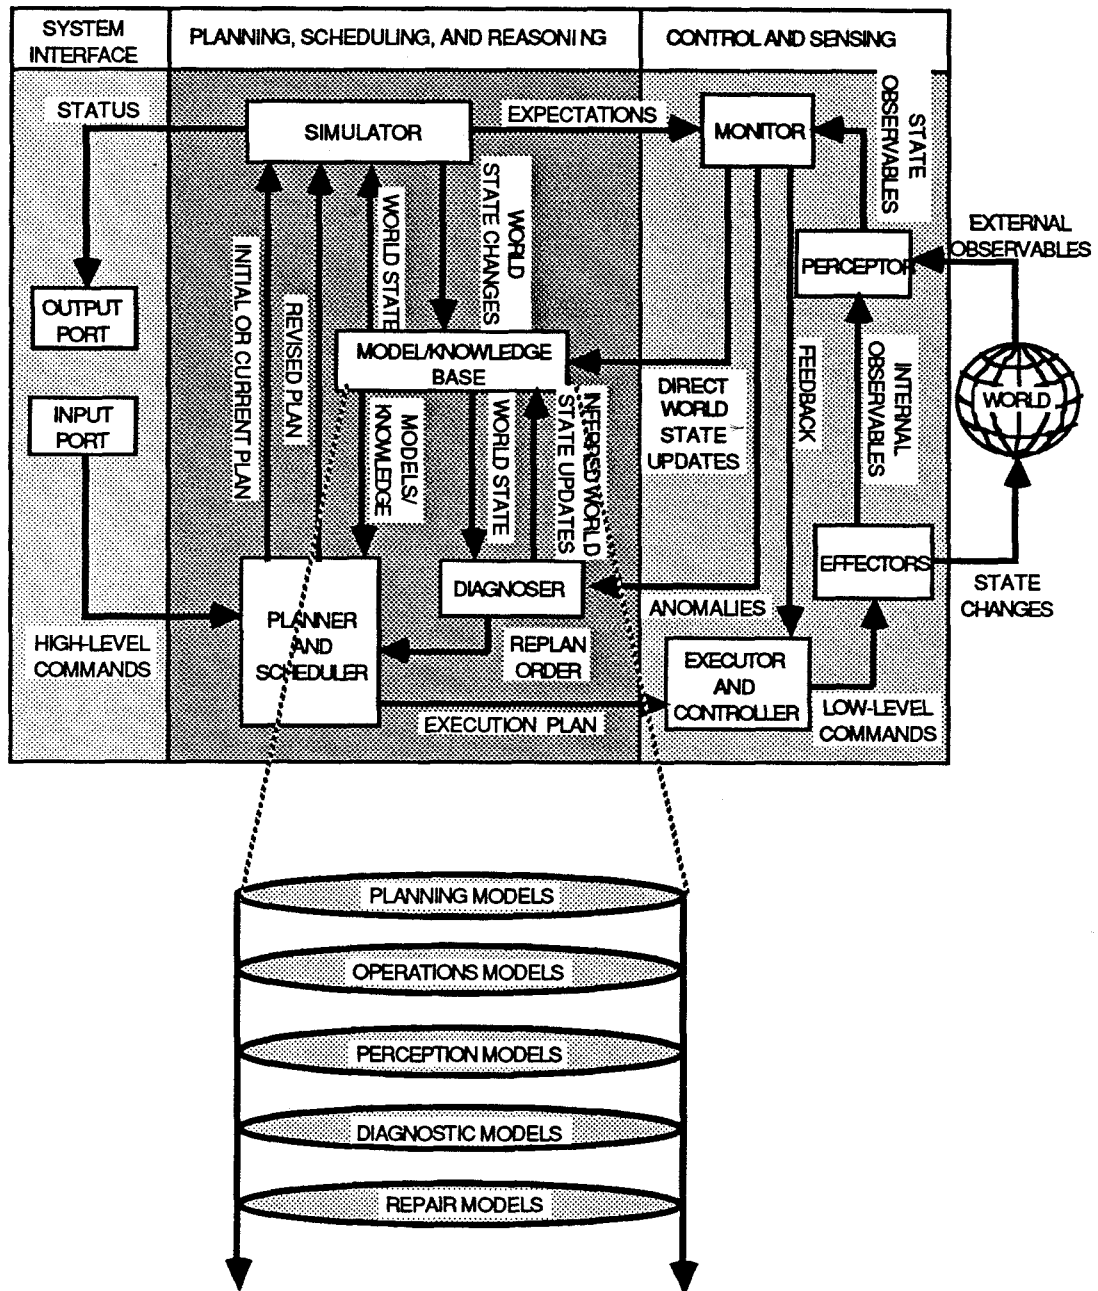 SYSTEM
INTERFACE
PLANNING, SCHEDULING, AND REASONING
CONTROL AND SENSING
STATUS
SIMULATOR
EXPECTATIONS
MONITOR
STATE
OBSERVABLES
OUTPUT
PORT
INPUT
PORT
INITIAL OR CURRENT PLAN
REVISED PLAN
WORLD STATE
WORLD
STATE CHANGES
MODEL/KNOWLEDGE
BASE
MODELS/
KNOWLEDGE
WORLD STATE
INFERRED WORLD
STATE UPDATES
DIRECT
WORLD
STATE
UPDATES
FEEDBACK
PERCEPTOR
INTERNAL
OBSERVABLES
EXTERNAL
OBSERVABLES
WORLD
EFFECTORS
STATE
CHANGES
HIGH-LEVEL
COMMANDS
PLANNER
AND
SCHEDULER
DIAGNOSER
REPLAN
ORDER
ANOMALIES
EXECUTION PLAN
EXECUTOR
AND
CONTROLLER
LOW-LEVEL
COMMANDS
PLANNING MODELS
OPERATIONS MODELS
PERCEPTION MODELS
DIAGNOSTIC MODELS
REPAIR MODELS